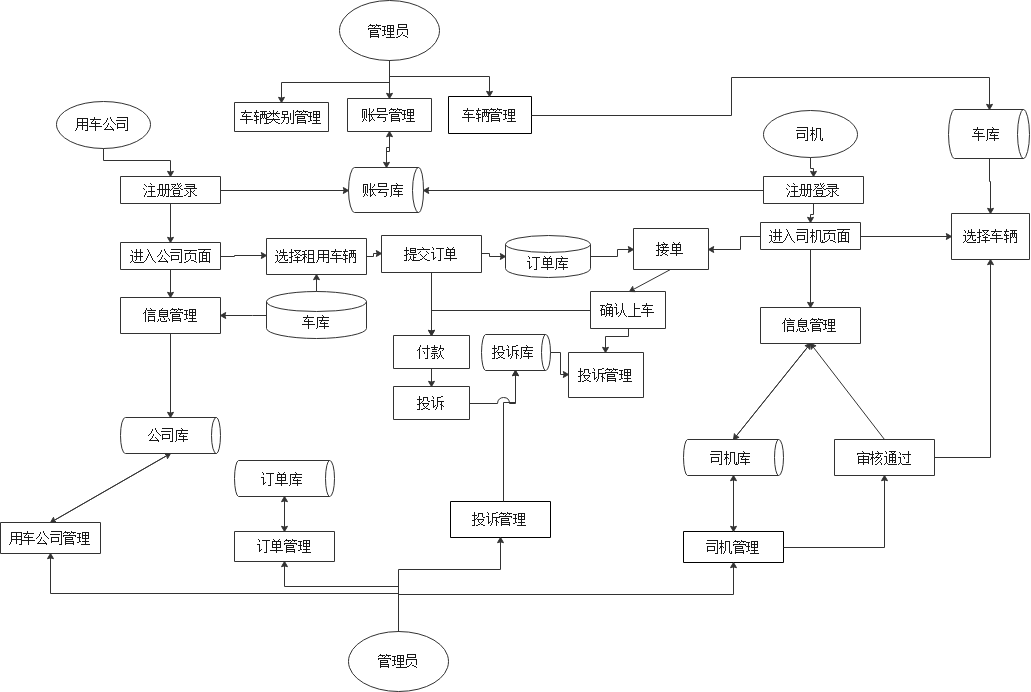 管理员
车辆类别管理
账号管理
车辆管理
用车公司
司机
车库
注册登录
账号库
注册登录
进入公司页面
选择租用车辆
提交订单
订单库
接单
进入司机页面
选择车辆
信息管理
车库
确认上车
信息管理
付款
投诉库
投诉管理
投诉
公司库
司机库
审核通过
订单库
投诉管理
用车公司管理
订单管理
司机管理
管理员